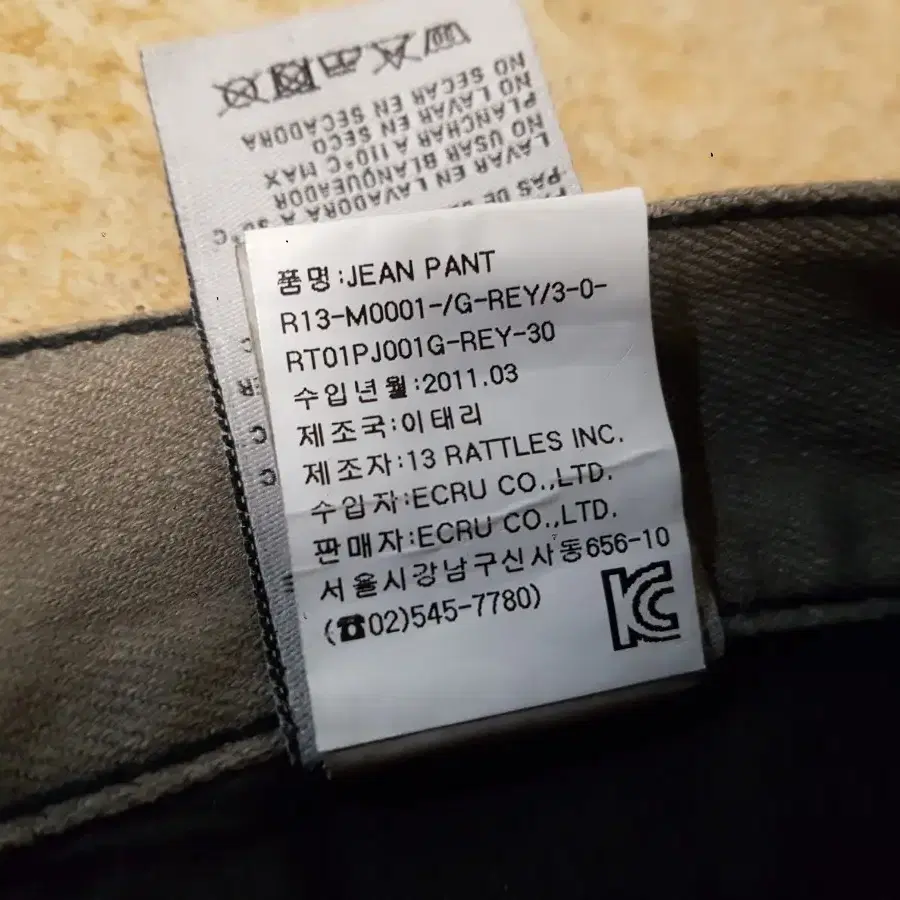 NO SECAR EN SECADORA
NO LAVAR EN SECO
PLANCHAR A 110°C MAX
NO USAR BLANQUEADOR
LAVAR EN LAVADORA A 30°C
PAS DE
품명:JEAN PANT
R13-M0001-/G-REY/3-0-
RT01PJ001G-REY-30
수입년월:2011.03
제조국:이태리
제조자:13 RATTLES INC.
수입자:ECRU CO.,LTD.
판매자:ECRU CO.,LTD.
서울시강남구신사동656-10
(☎02)545-7780)